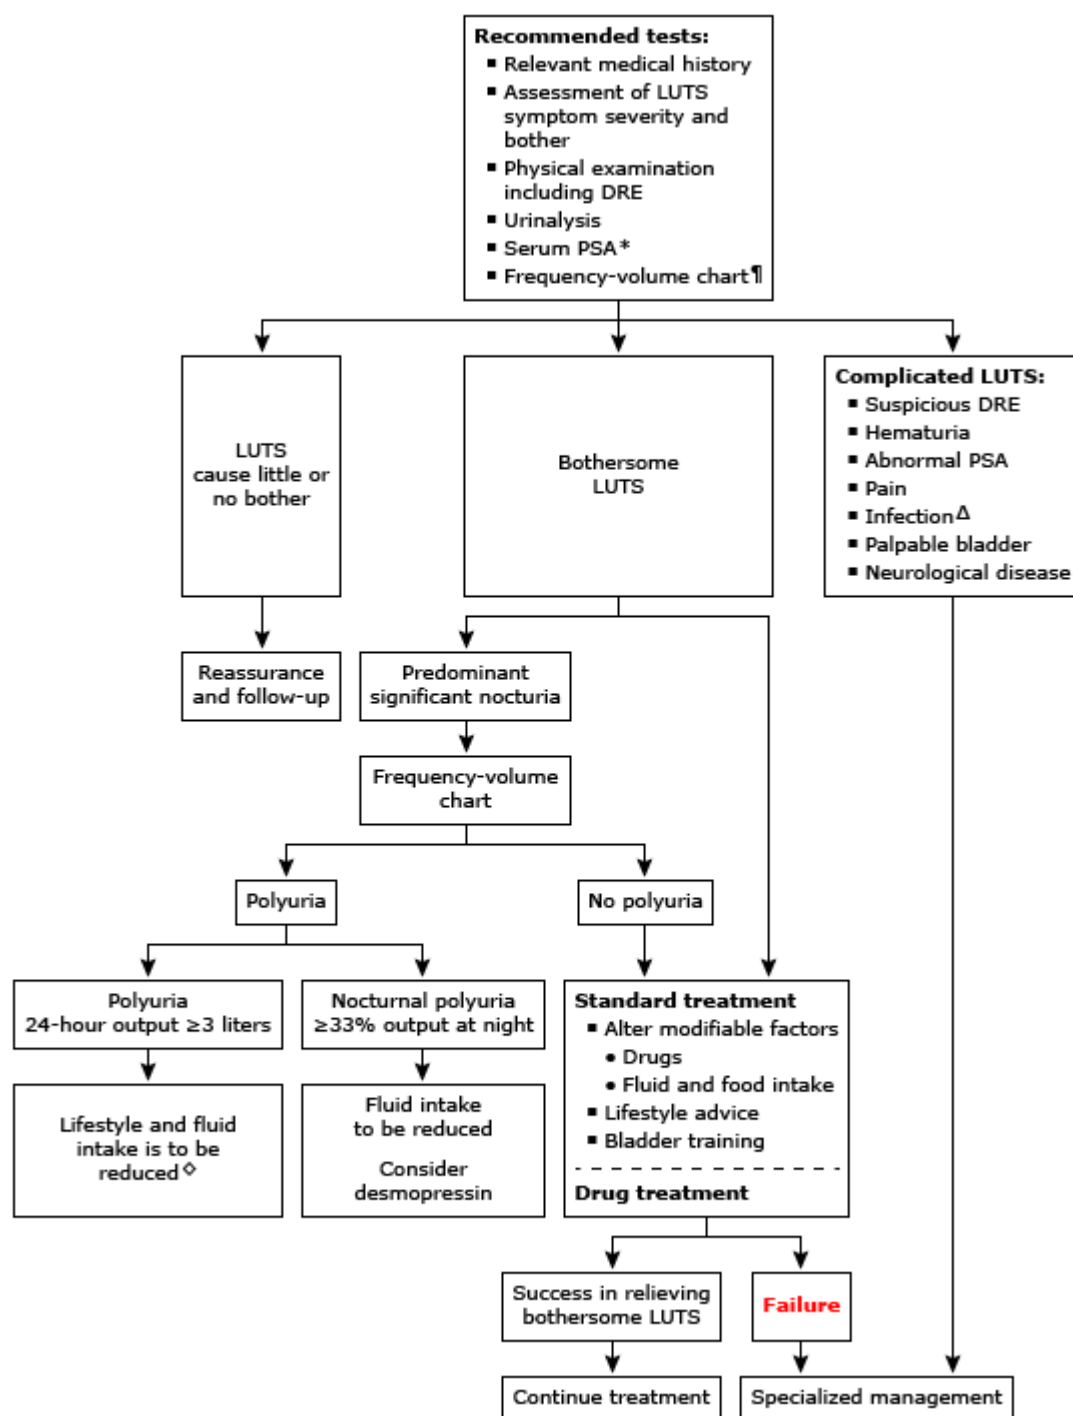 Recommended tests:
▪ Relevant medical history
▪ Assessment of LUTS
symptom severity and
bother
▪ Physical examination
including DRE
▪ Urinalysis
▪ Serum PSA*
▪ Frequency-volume chart¶
LUTS
cause little or
no bother
Bothersome
LUTS
Complicated LUTS:
▪ Suspicious DRE
▪ Hematuria
▪ Abnormal PSA
▪ Pain
▪ InfectionΔ
▪ Palpable bladder
▪ Neurological disease
Reassurance
and follow-up
Predominant
significant nocturia
Frequency-volume
chart
Polyuria
No polyuria
Polyuria
24-hour output ≥3 liters
Nocturnal polyuria
≥33% output at night
Standard treatment
▪ Alter modifiable factors
• Drugs
• Fluid and food intake
▪ Lifestyle advice
▪ Bladder training
Drug treatment
Lifestyle and fluid
intake is to be
reduced◇
Fluid intake
to be reduced
Consider
desmopressin
Success in relieving
bothersome LUTS
Failure
Continue treatment
Specialized management